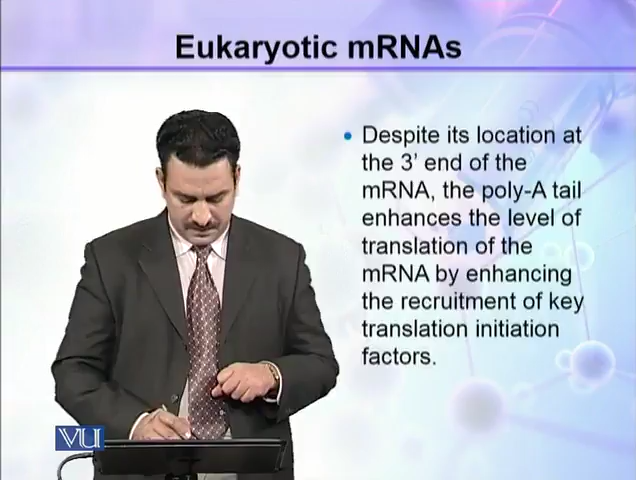 Eukaryotic mRNAs
• Despite its location at
the 3’ end of the
mRNA, the poly-A tail
enhances the level of
translation of the
mRNA by enhancing
the recruitment of key
translation initiation
factors.
VU